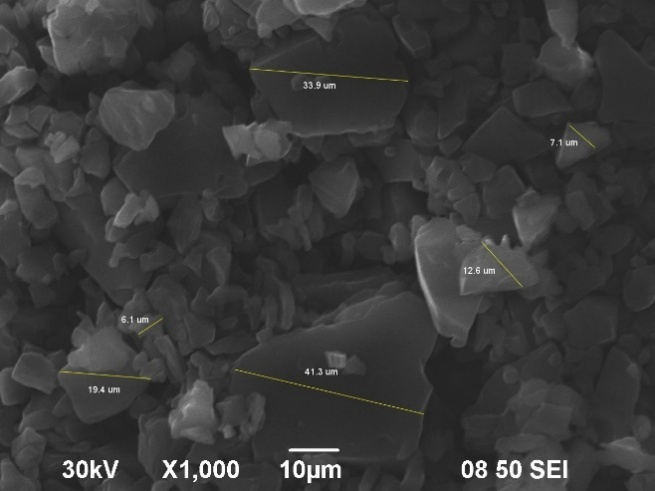 33.9 um
7.1 um
12.6 um
6.1 um
41.3 um
19.4 um
30kV X1,000 10µm 08 50 SEI